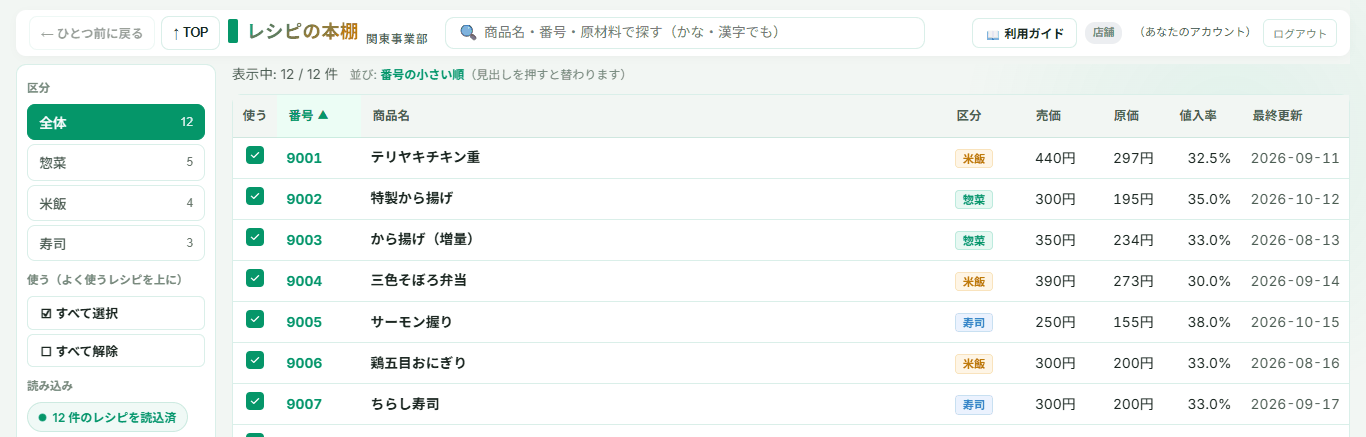 ← ひとつ前に戻る ↑ TOP レシピの本棚 関東事業部 🔍 商品名・番号・原材料で探す（かな・漢字でも） 📖 利用ガイド 店舗 （あなたのアカウント） ログアウト
区分
全体 12
惣菜 5
米飯 4
寿司 3
使う（よく使うレシピを上に）
☑ すべて選択
☐ すべて解除
読み込み
● 12 件のレシピを読込済
表示中: 12 / 12 件 並び: 番号の小さい順（見出しを押すと替わります）
使う 番号 ▲ 商品名 区分 売価 原価 値入率 最終更新
9001 テリヤキチキン重 米飯 440円 297円 32.5% 2026-09-11
9002 特製から揚げ 惣菜 300円 195円 35.0% 2026-10-12
9003 から揚げ（増量） 惣菜 350円 234円 33.0% 2026-08-13
9004 三色そぼろ弁当 米飯 390円 273円 30.0% 2026-09-14
9005 サーモン握り 寿司 250円 155円 38.0% 2026-10-15
9006 鶏五目おにぎり 米飯 300円 200円 33.0% 2026-08-16
9007 ちらし寿司 寿司 300円 200円 33.0% 2026-09-17